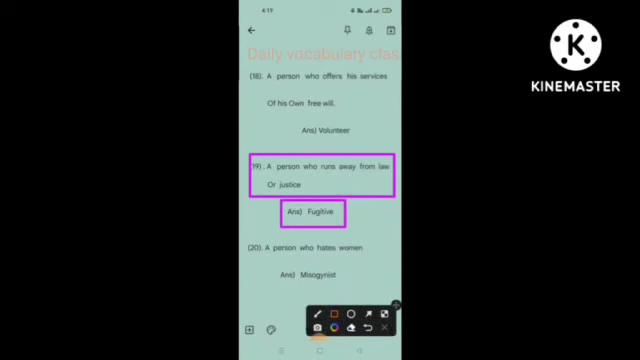 4:19
KINEMASTER
Daily vocabulary clas
(18). A person who offers his services
Of his Own free will.
Ans) Volunteer
19) . A person who runs away from law
Or justice
Ans) Fugitive
(20). A person who hates women
Ans) Misogynist